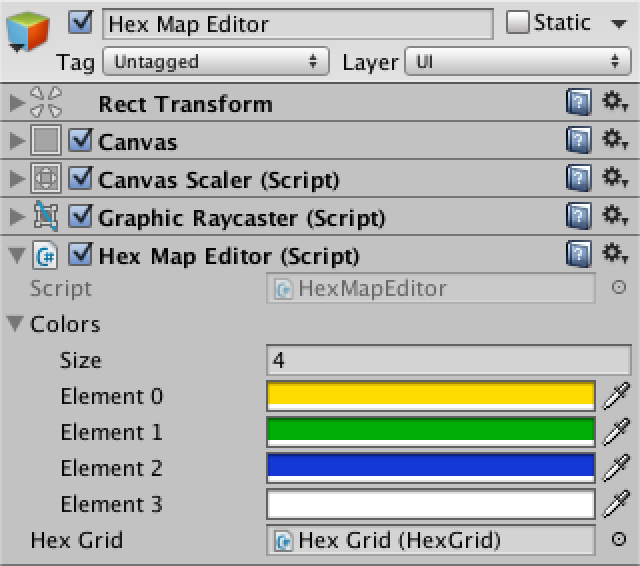 Hex Map Editor Static
Tag Untagged Layer UI
Rect Transform
Canvas
Canvas Scaler (Script)
Graphic Raycaster (Script)
C# Hex Map Editor (Script)
Script HexMapEditor
Colors
Size 4
Element 0
Element 1
Element 2
Element 3
Hex Grid Hex Grid (HexGrid)